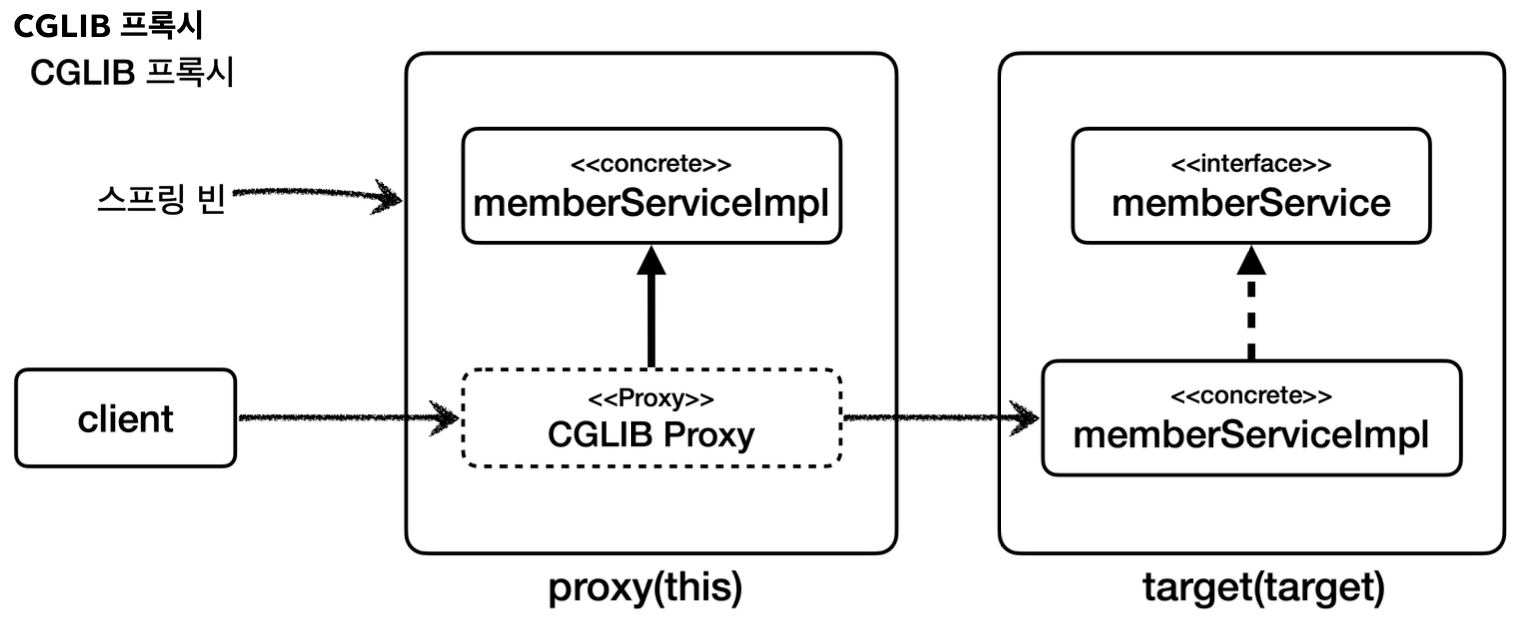 CGLIB 프록시
CGLIB 프록시
스프링 빈
<<concrete>>
memberServiceImpl
<<interface>>
memberService
client
<<Proxy>>
CGLIB Proxy
<<concrete>>
memberServiceImpl
proxy(this)
target(target)